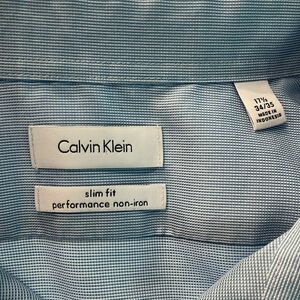 Calvin Klein
slim fit
performance non-iron
17½
34/35
MADE IN
INDONESIA